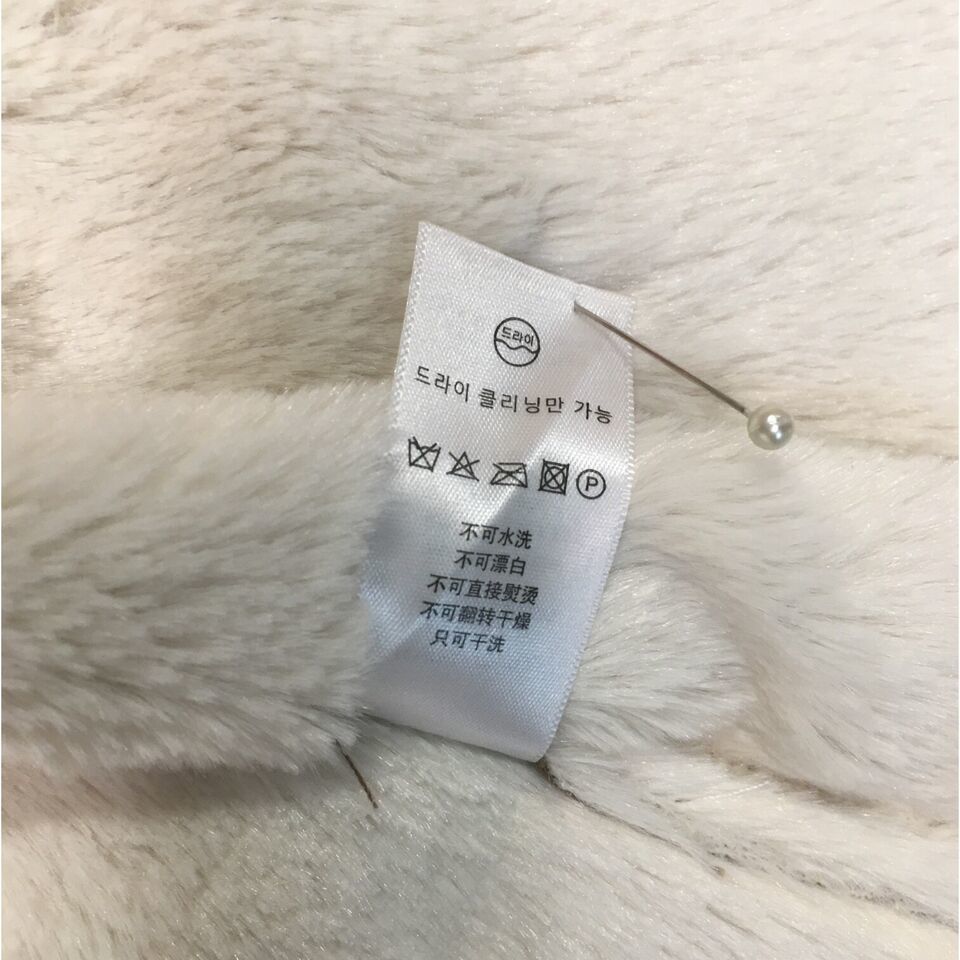 드라이
드라이 클리닝만 가능
P
不可水洗
不可漂白
不可直接熨烫
不可翻转干燥
只可干洗